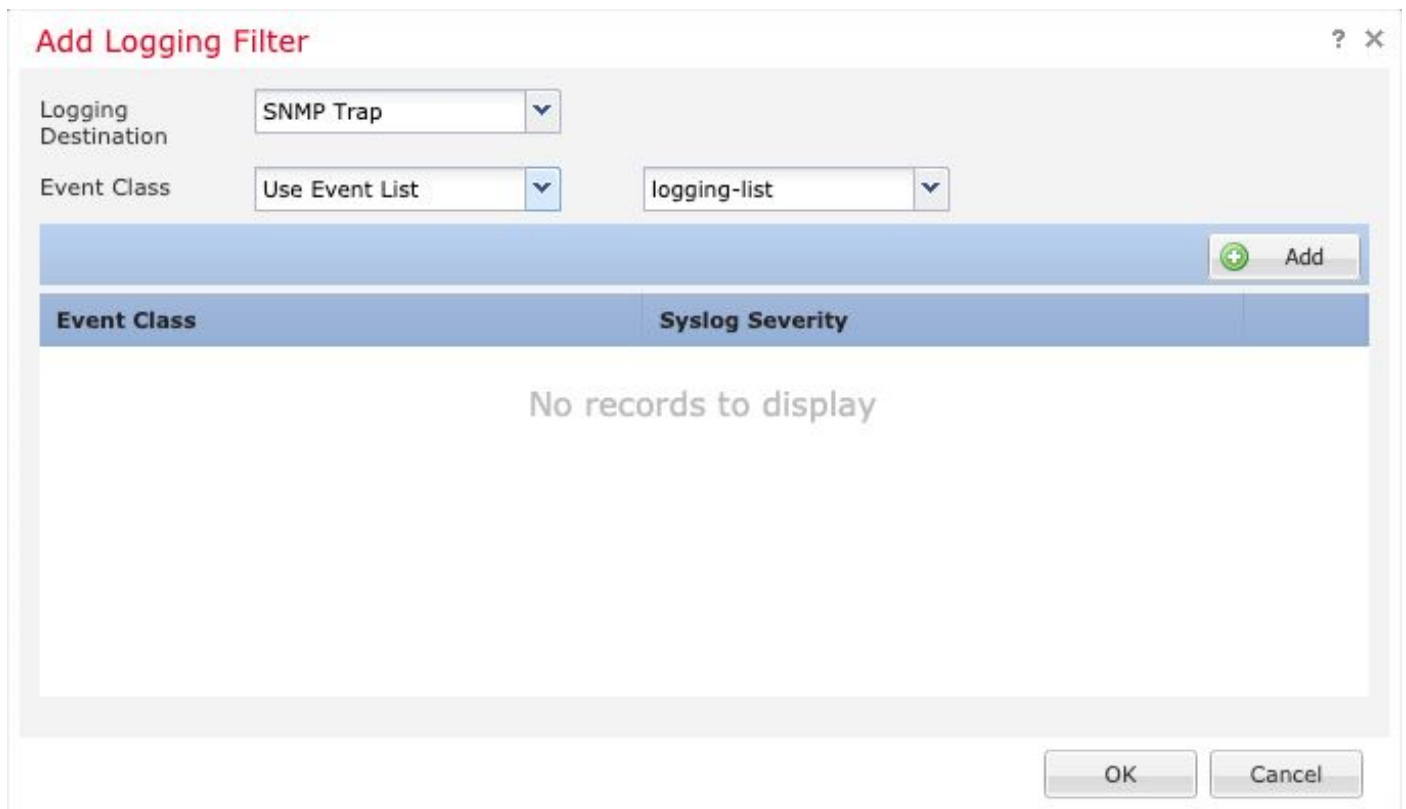 Add Logging Filter
? ×
Logging
Destination
SNMP Trap
Event Class
Use Event List
logging-list
Add
Event Class
Syslog Severity
No records to display
OK
Cancel